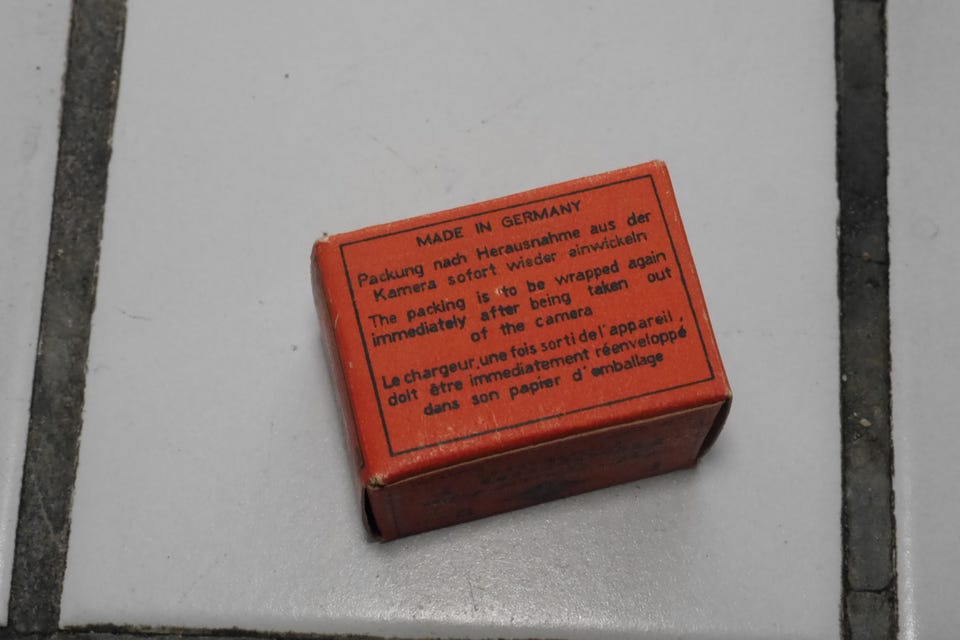 MADE IN GERMANY
Packung nach Herausnahme aus der
Kamera sofort wieder einwickeln
The packing is to be wrapped again
immediately after being taken out
of the camera
Le chargeur, une fois sorti de l'appareil,
doit être immediatement réenveloppé
dans son papier d'emballage